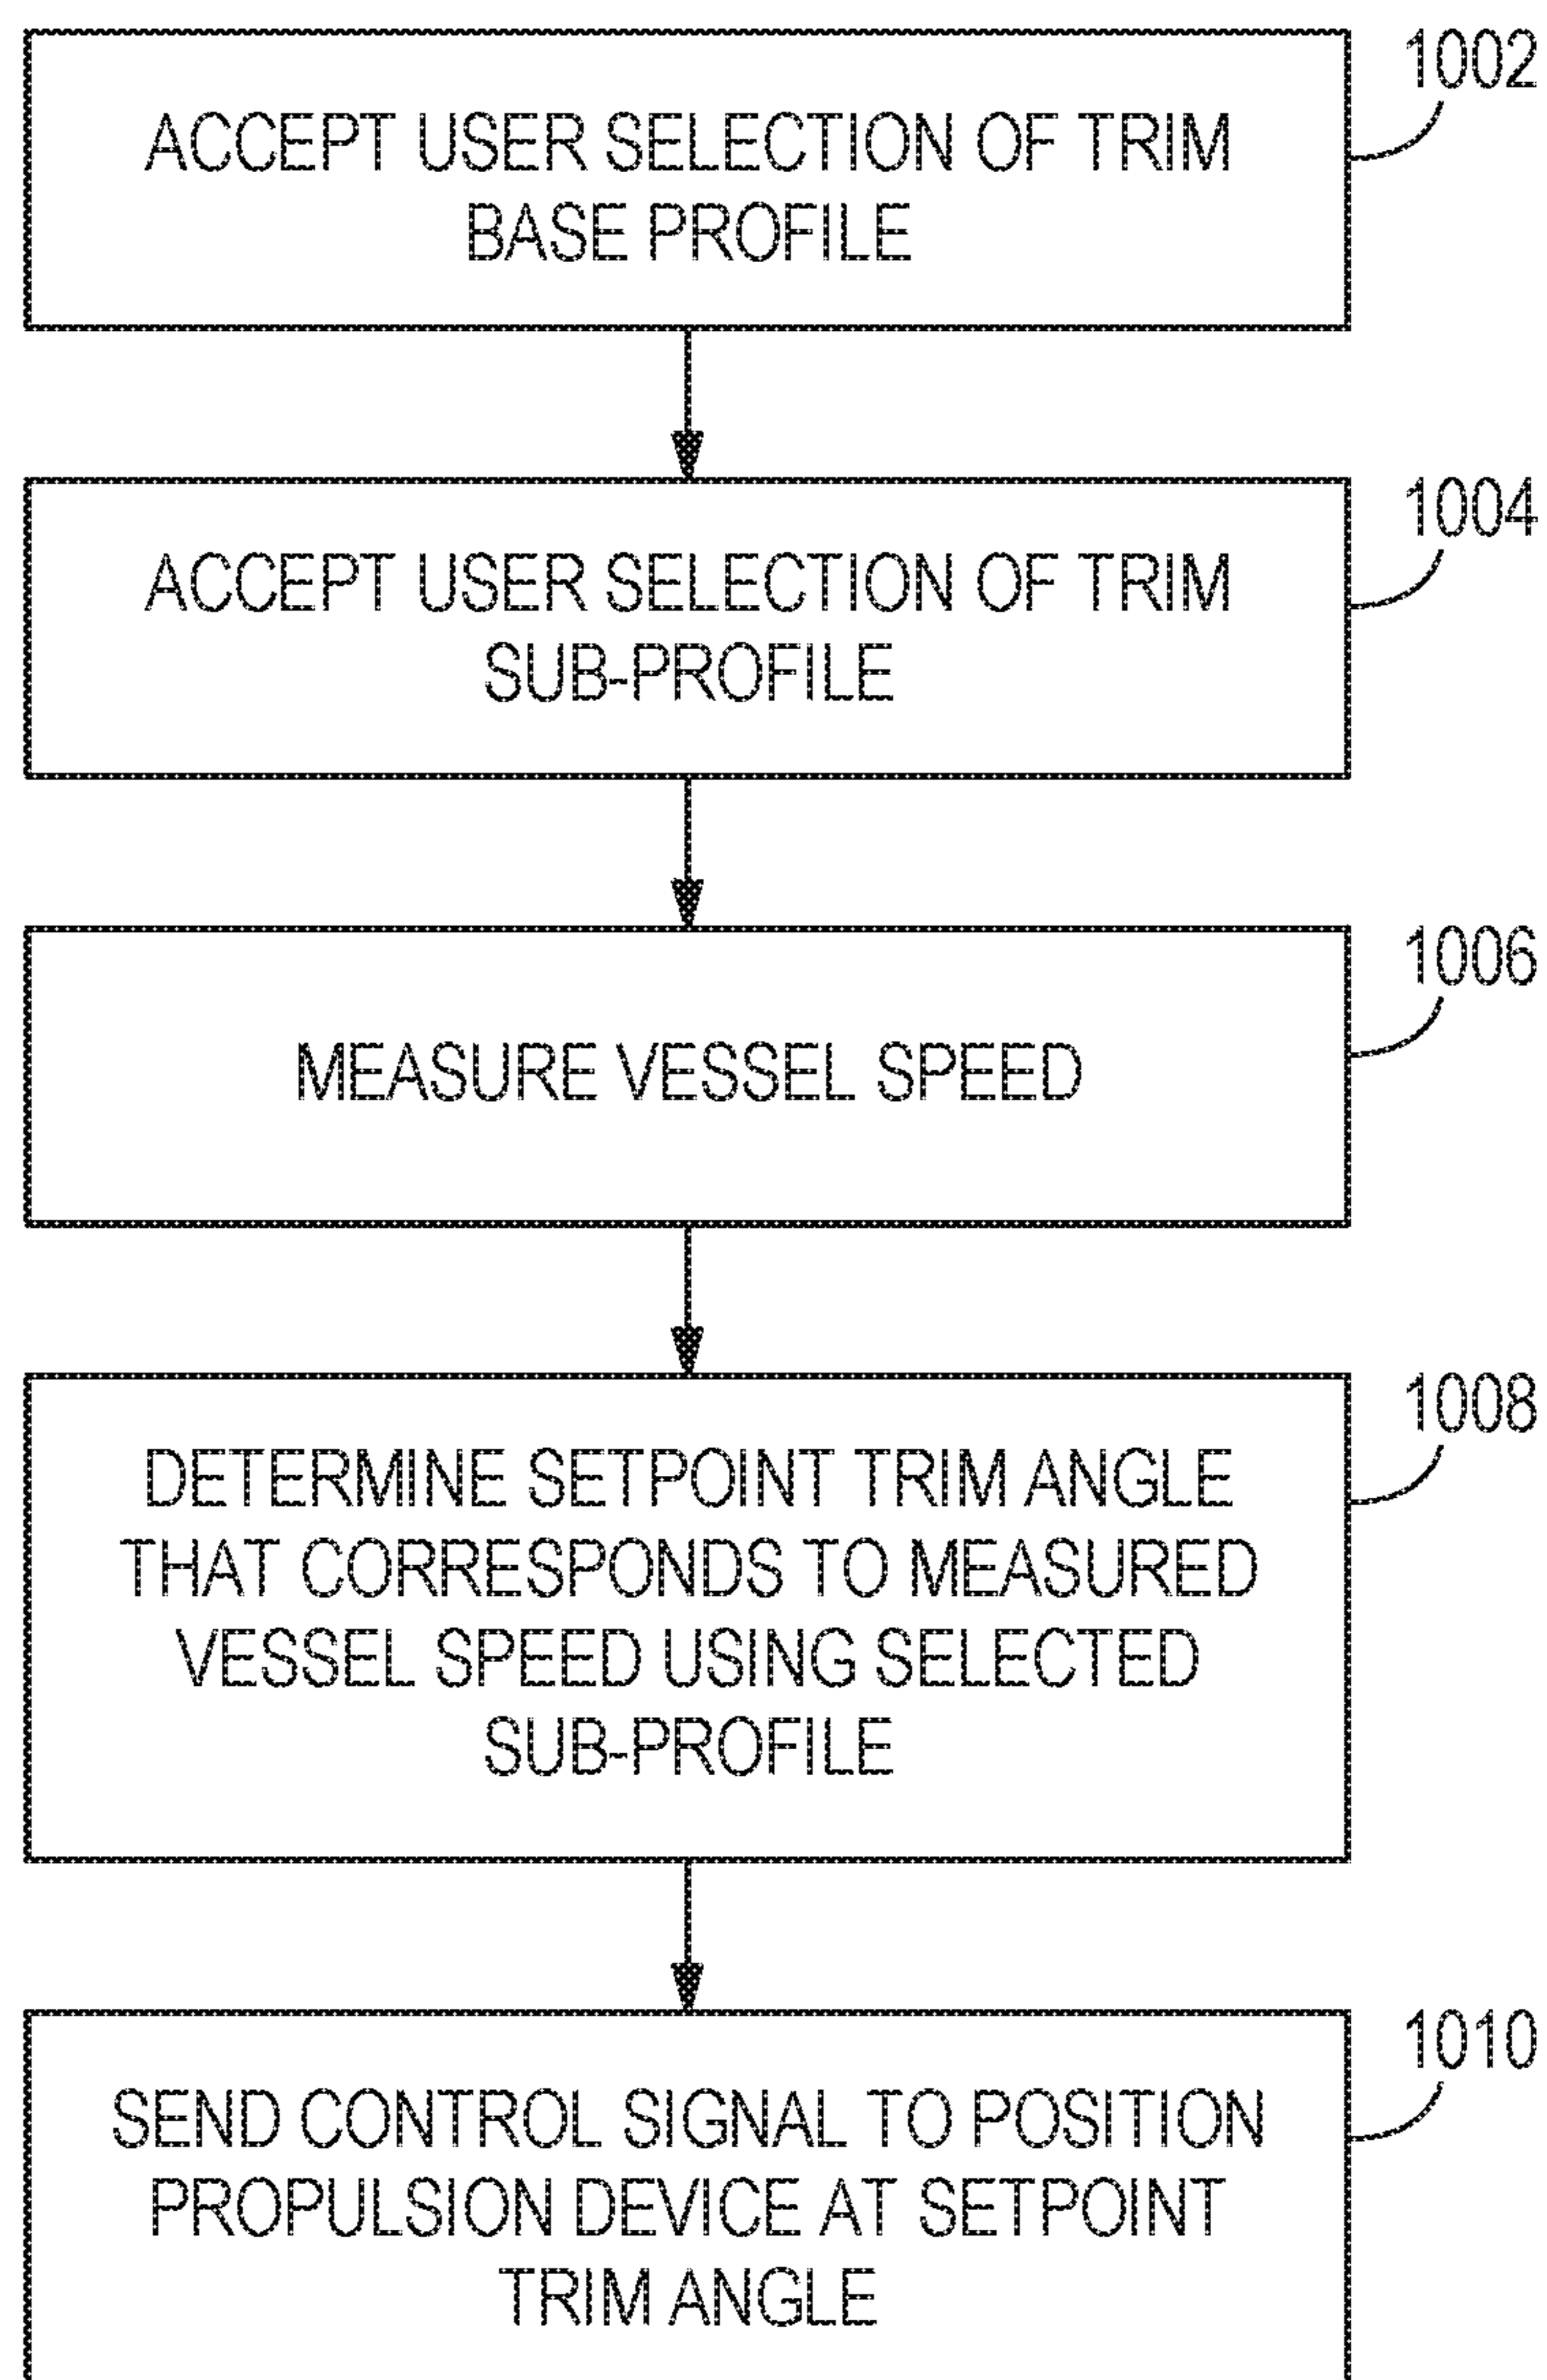 1002
ACCEPT USER SELECTION OF TRIM
BASE PROFILE
1004
ACCEPT USER SELECTION OF TRIM
SUB-PROFILE
1006
MEASURE VESSEL SPEED
1008
DETERMINE SETPOINT TRIM ANGLE
THAT CORRESPONDS TO MEASURED
VESSEL SPEED USING SELECTED
SUB-PROFILE
1010
SEND CONTROL SIGNAL TO POSITION
PROPULSION DEVICE AT SETPOINT
TRIM ANGLE